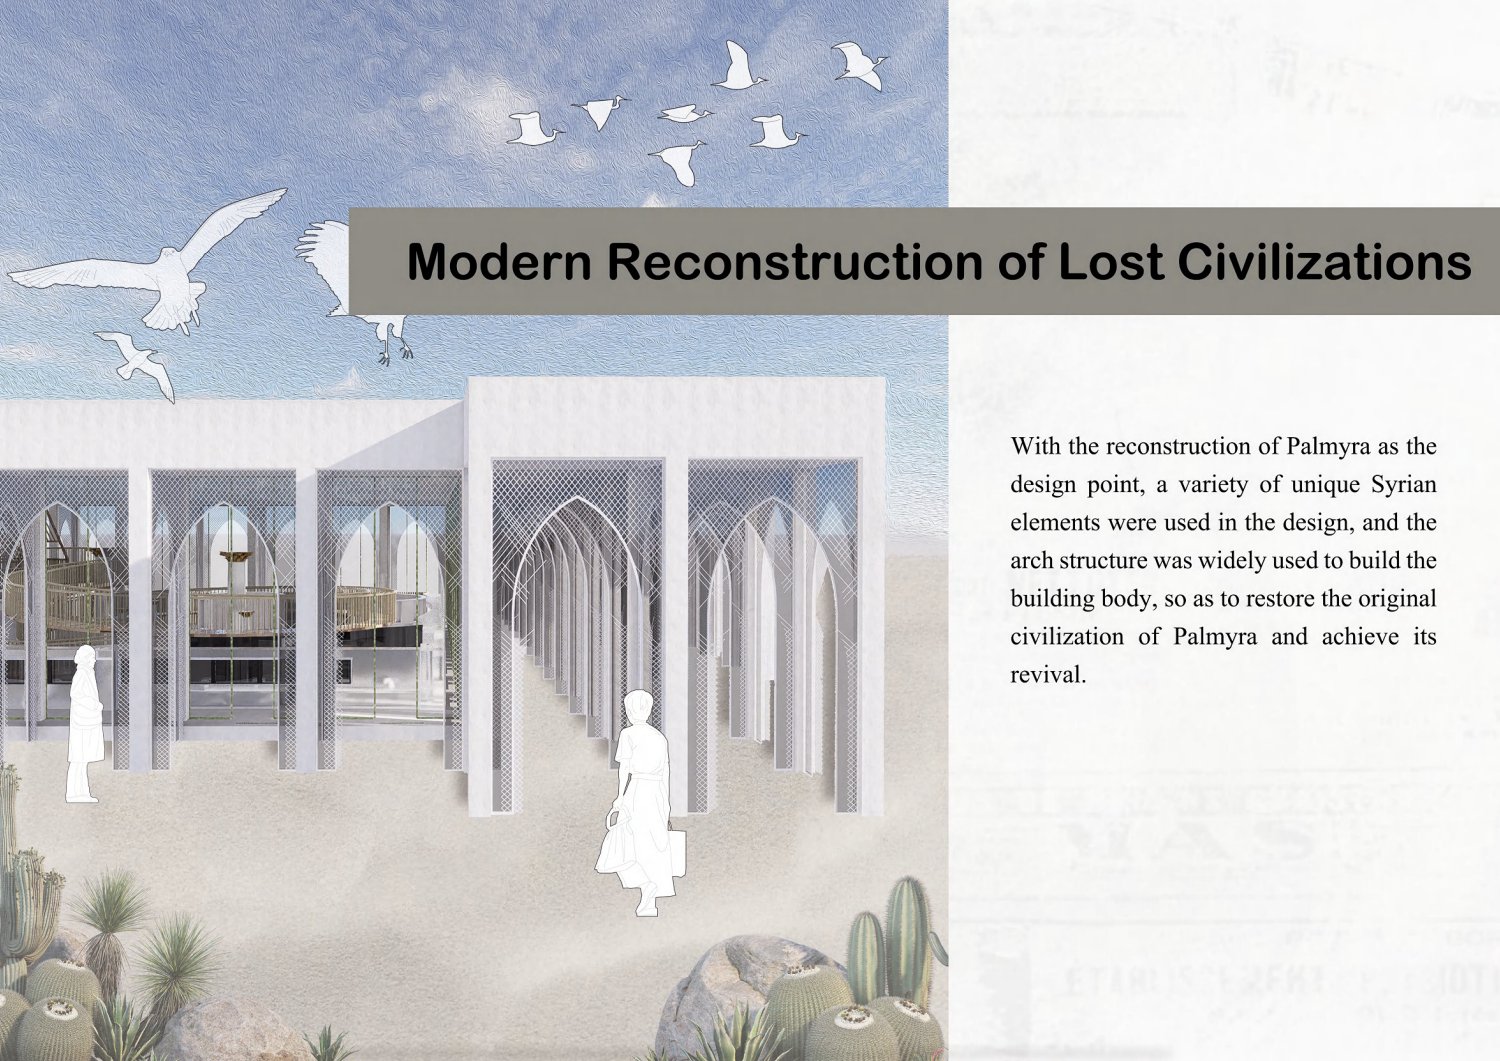 Modern Reconstruction of Lost Civilizations
With the reconstruction of Palmyra as the
design point, a variety of unique Syrian
elements were used in the design, and the
arch structure was widely used to build the
building body, so as to restore the original
civilization of Palmyra and achieve its
revival.